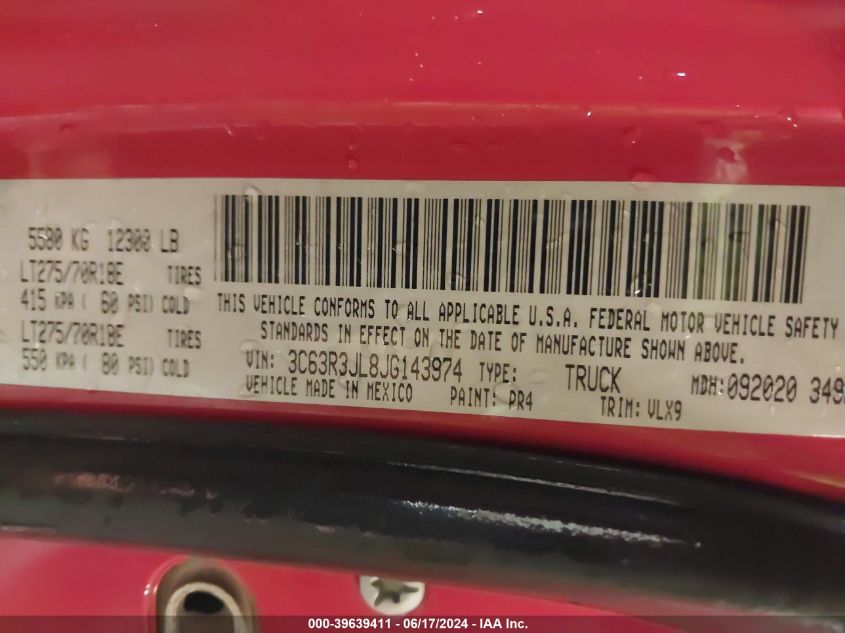 5580 KG 12300 LB
LT275/70R18E TIRES
415 KPA ( 60 PSI) COLD
LT275/70R18E TIRES
550 KPA ( 80 PSI) COLD
THIS VEHICLE CONFORMS TO ALL APPLICABLE U.S.A. FEDERAL MOTOR VEHICLE SAFETY
STANDARDS IN EFFECT ON THE DATE OF MANUFACTURE SHOWN ABOVE.
VIN: 3C63R3JL8JG143974 TYPE: TRUCK MDH:092020 349
VEHICLE MADE IN MEXICO PAINT: PR4 TRIM: VLX9
000-39639411 - 06/17/2024 - IAA Inc.